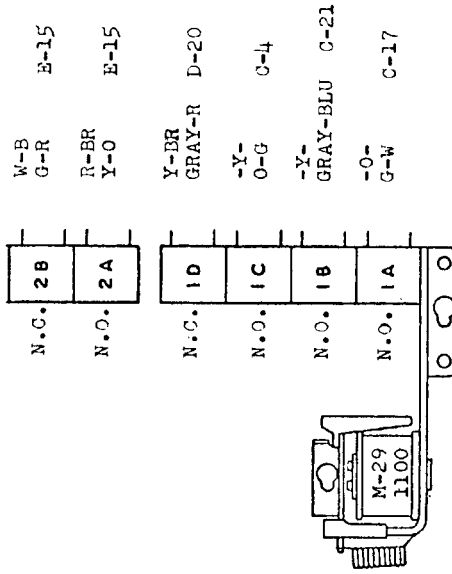 W-B
G-R E-15
N.C. 2B
R-BR
Y-O E-15
N.O. 2A
Y-BR
GRAY-R D-20
N.C. 1D
-Y-
O-G C-4
N.O. 1C
-Y-
GRAY-BLU C-21
N.O. 1B
-O-
G-W C-17
N.O. 1A
M-29
1100